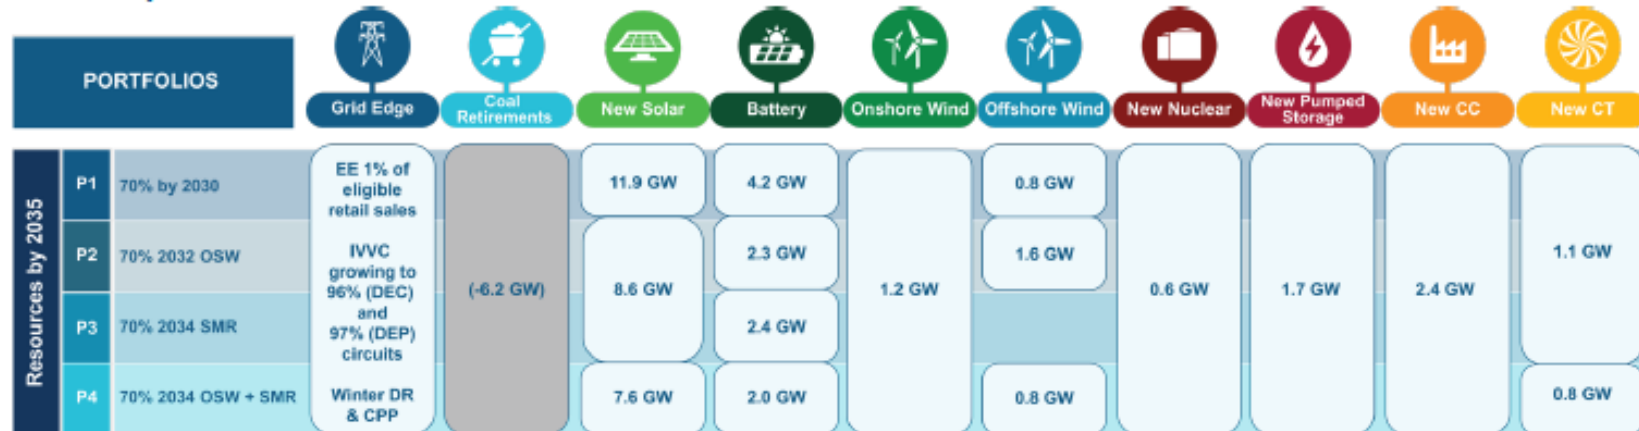 PORTFOLIOS
Grid Edge
Coal
Retirements
New Solar
Battery
Onshore Wind
Offshore Wind
New Nuclear
New Pumped
Storage
New CC
New CT
Resources by 2035
P1
70% by 2030
P2
70% 2032 OSW
P3
70% 2034 SMR
P4
70% 2034 OSW + SMR
EE 1% of
eligible
retail sales
IVVC
growing to
96% (DEC)
and
97% (DEP)
circuits
Winter DR
& CPP
(-6.2 GW)
11.9 GW
8.6 GW
7.6 GW
4.2 GW
2.3 GW
2.4 GW
2.0 GW
1.2 GW
0.8 GW
1.6 GW
0.8 GW
0.6 GW
1.7 GW
2.4 GW
1.1 GW
0.8 GW